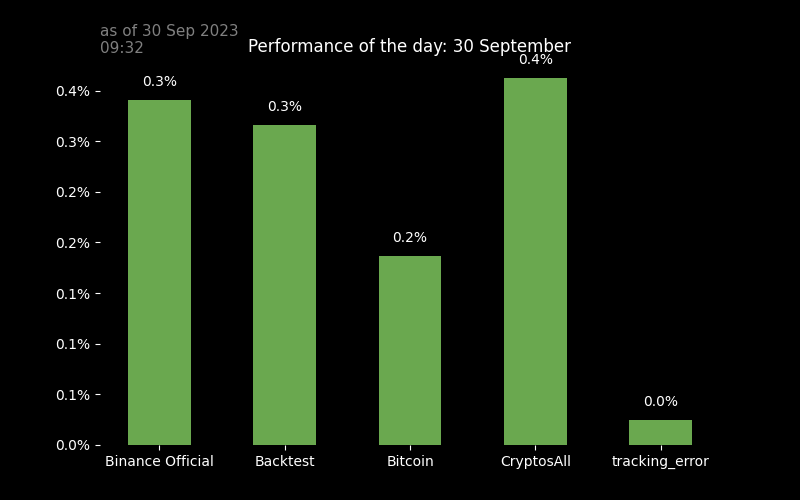 as of 30 Sep 2023
09:32
Performance of the day: 30 September
0.4%
0.3%
0.3%
0.4%
0.3%
0.2%
0.2%
0.2%
0.1%
0.1%
0.1%
0.0%
0.0%
Binance Official
Backtest
Bitcoin
CryptosAll
tracking_error